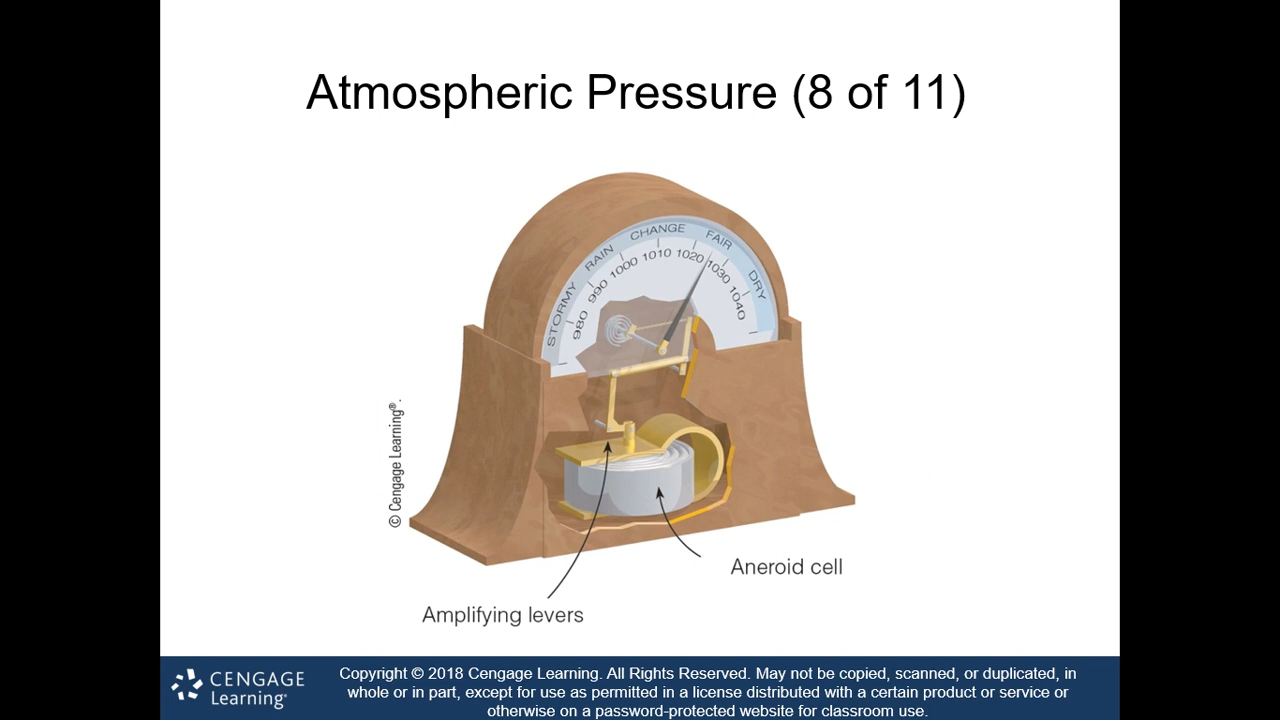 Atmospheric Pressure (8 of 11)
STORMY RAIN CHANGE FAIR DRY
980 990 1000 1010 1020 1030 1040
© Cengage Learning®.
Aneroid cell
Amplifying levers
CENGAGE
Learning®
Copyright © 2018 Cengage Learning. All Rights Reserved. May not be copied, scanned, or duplicated, in
whole or in part, except for use as permitted in a license distributed with a certain product or service or
otherwise on a password-protected website for classroom use.